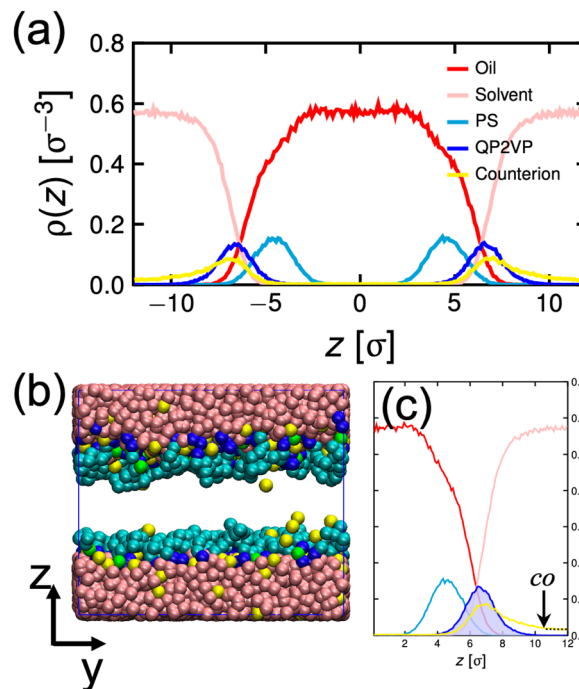 (a)
0.8
0.6
0.4
0.2
0.0
ρ(z) [σ⁻³]
Oil
Solvent
PS
QP2VP
Counterion
−10
−5
0
5
10
z [σ]
(b)
z
y
(c)
co
0
2
4
6
8
10
12
z [σ]